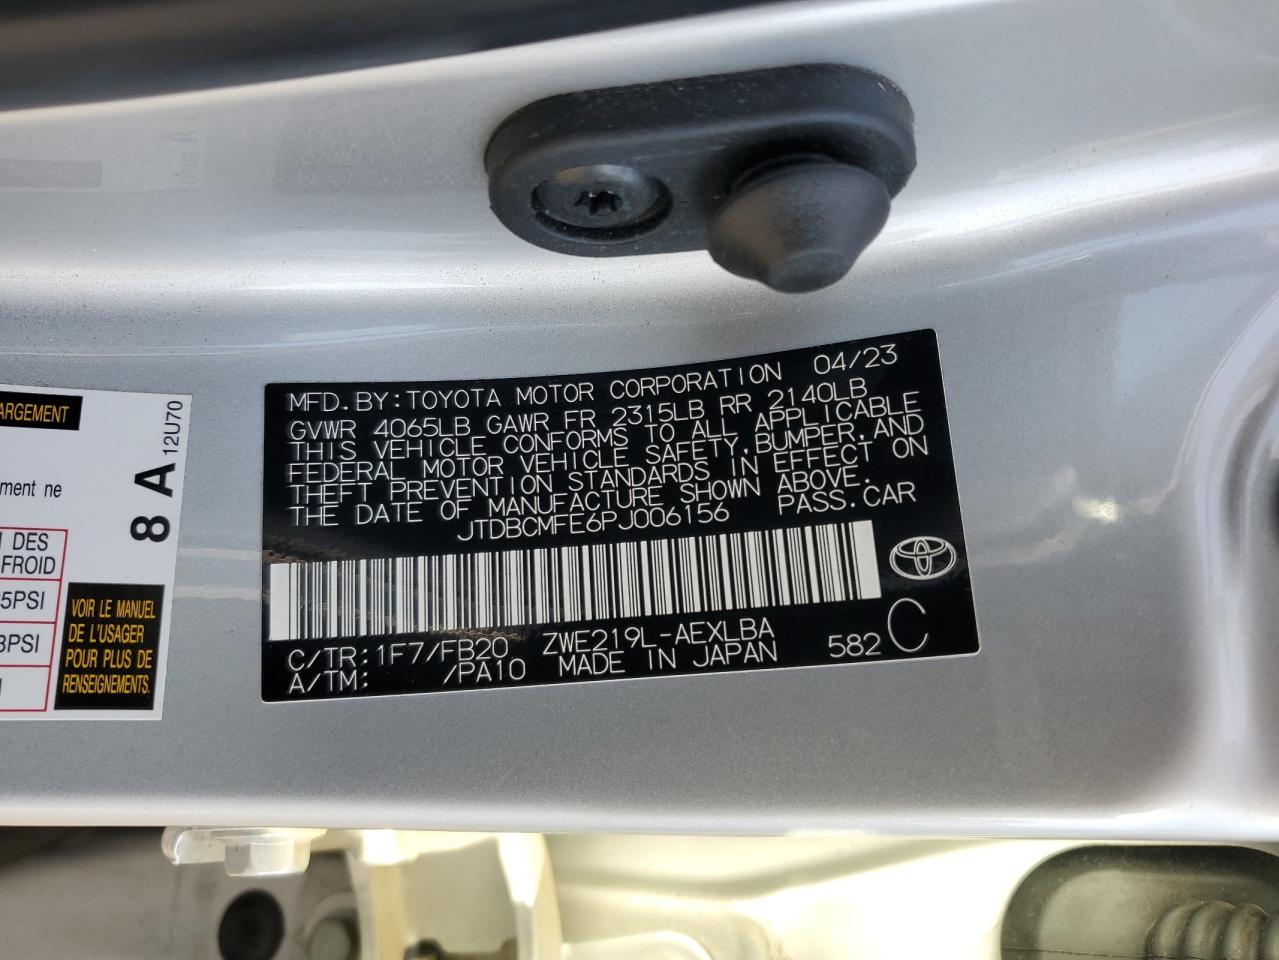 MFD.BY:TOYOTA MOTOR CORPORATION 04/23
GVWR 4065LB GAWR FR 2315LB RR 2140LB
THIS VEHICLE CONFORMS TO ALL APPLICABLE
FEDERAL MOTOR VEHICLE SAFETY,BUMPER,AND
THEFT PREVENTION STANDARDS IN EFFECT ON
THE DATE OF MANUFACTURE SHOWN ABOVE.
JTDBCMFE6PJ006156 PASS.CAR
C/TR:1F7/FB20 ZWE219L-AEXLBA
A/TM: /PA10 MADE IN JAPAN 582 C
ARGEMENT
ment ne
8 A 12U70
N DES
FROID
5PSI
3PSI
VOIR LE MANUEL
DE L'USAGER
POUR PLUS DE
RENSEIGNEMENTS.